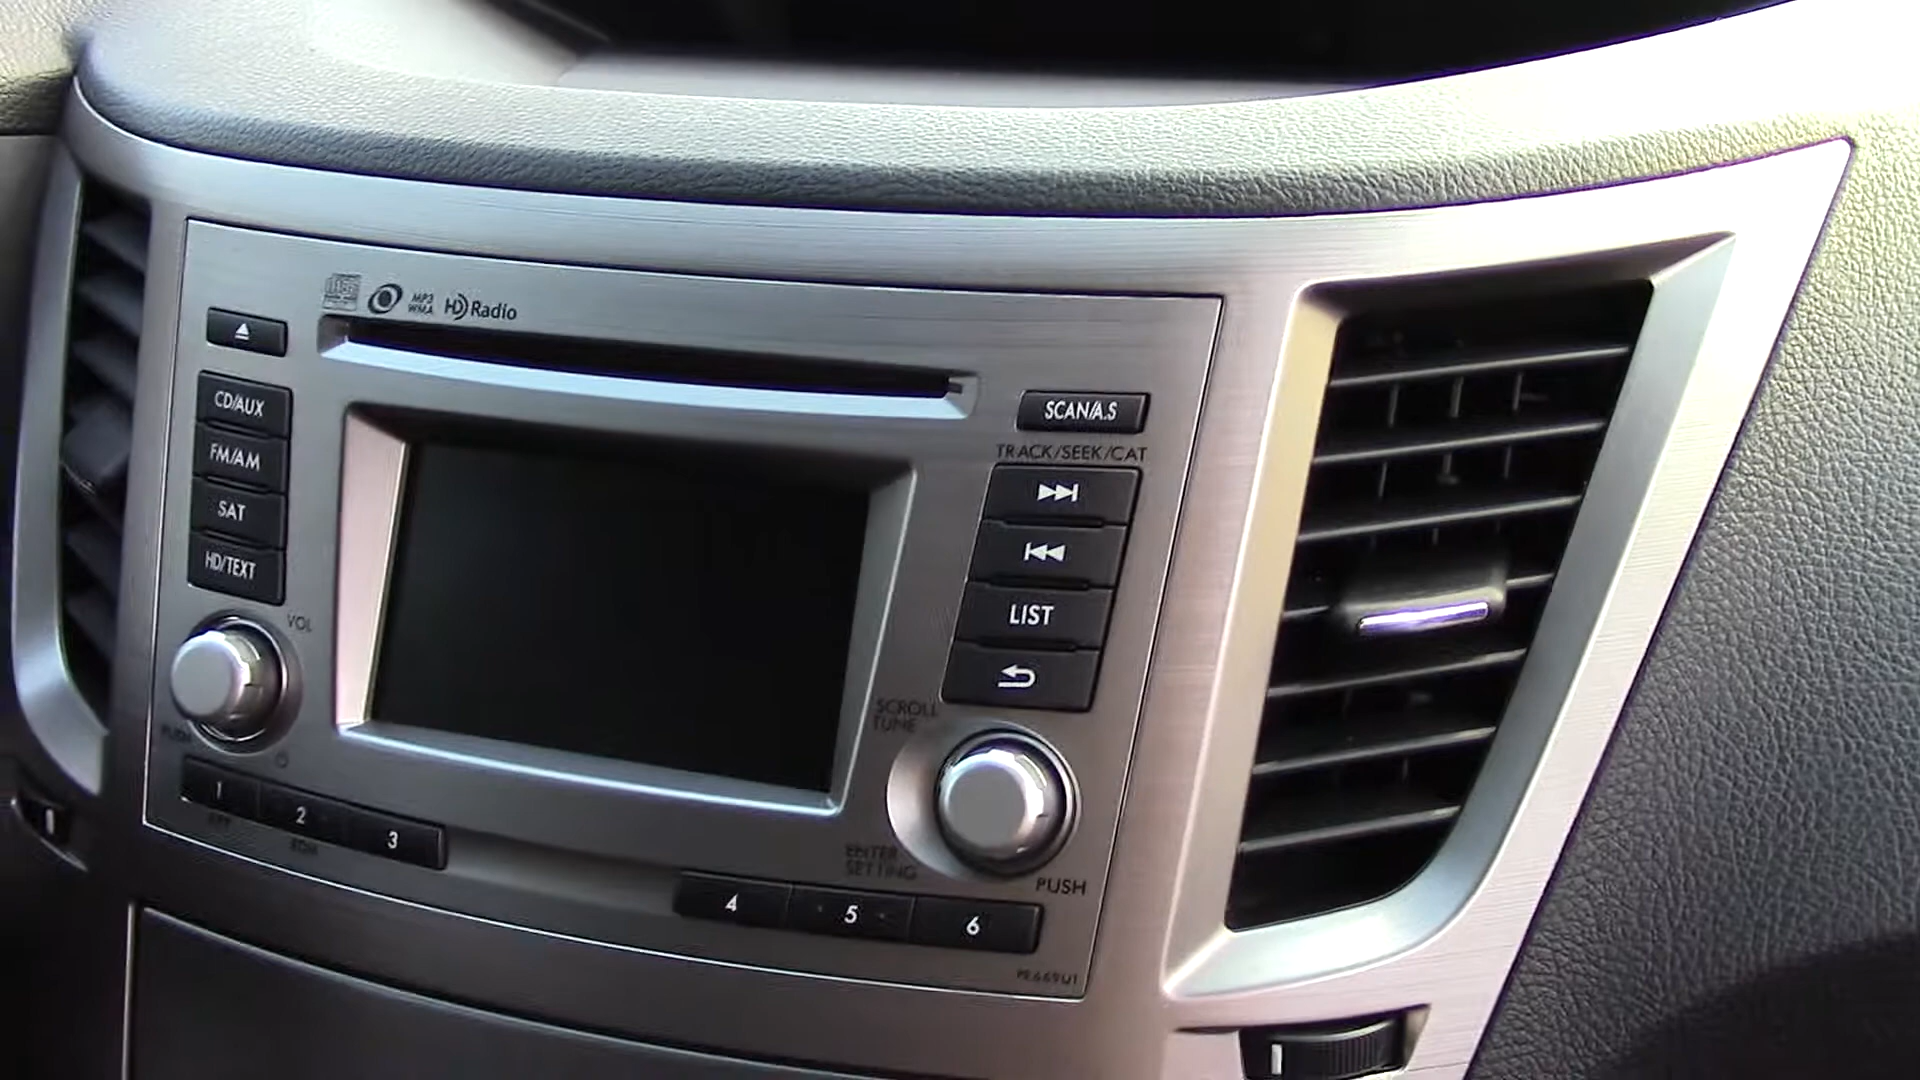 MP3
WMA
HD Radio
CD/AUX
FM/AM
SAT
HD/TEXT
VOL
PUSH
1
2
3
SCAN/A.S
TRACK/SEEK/CAT
LIST
SCROLL
TUNE
ENTER
SETTING
PUSH
4
5
6